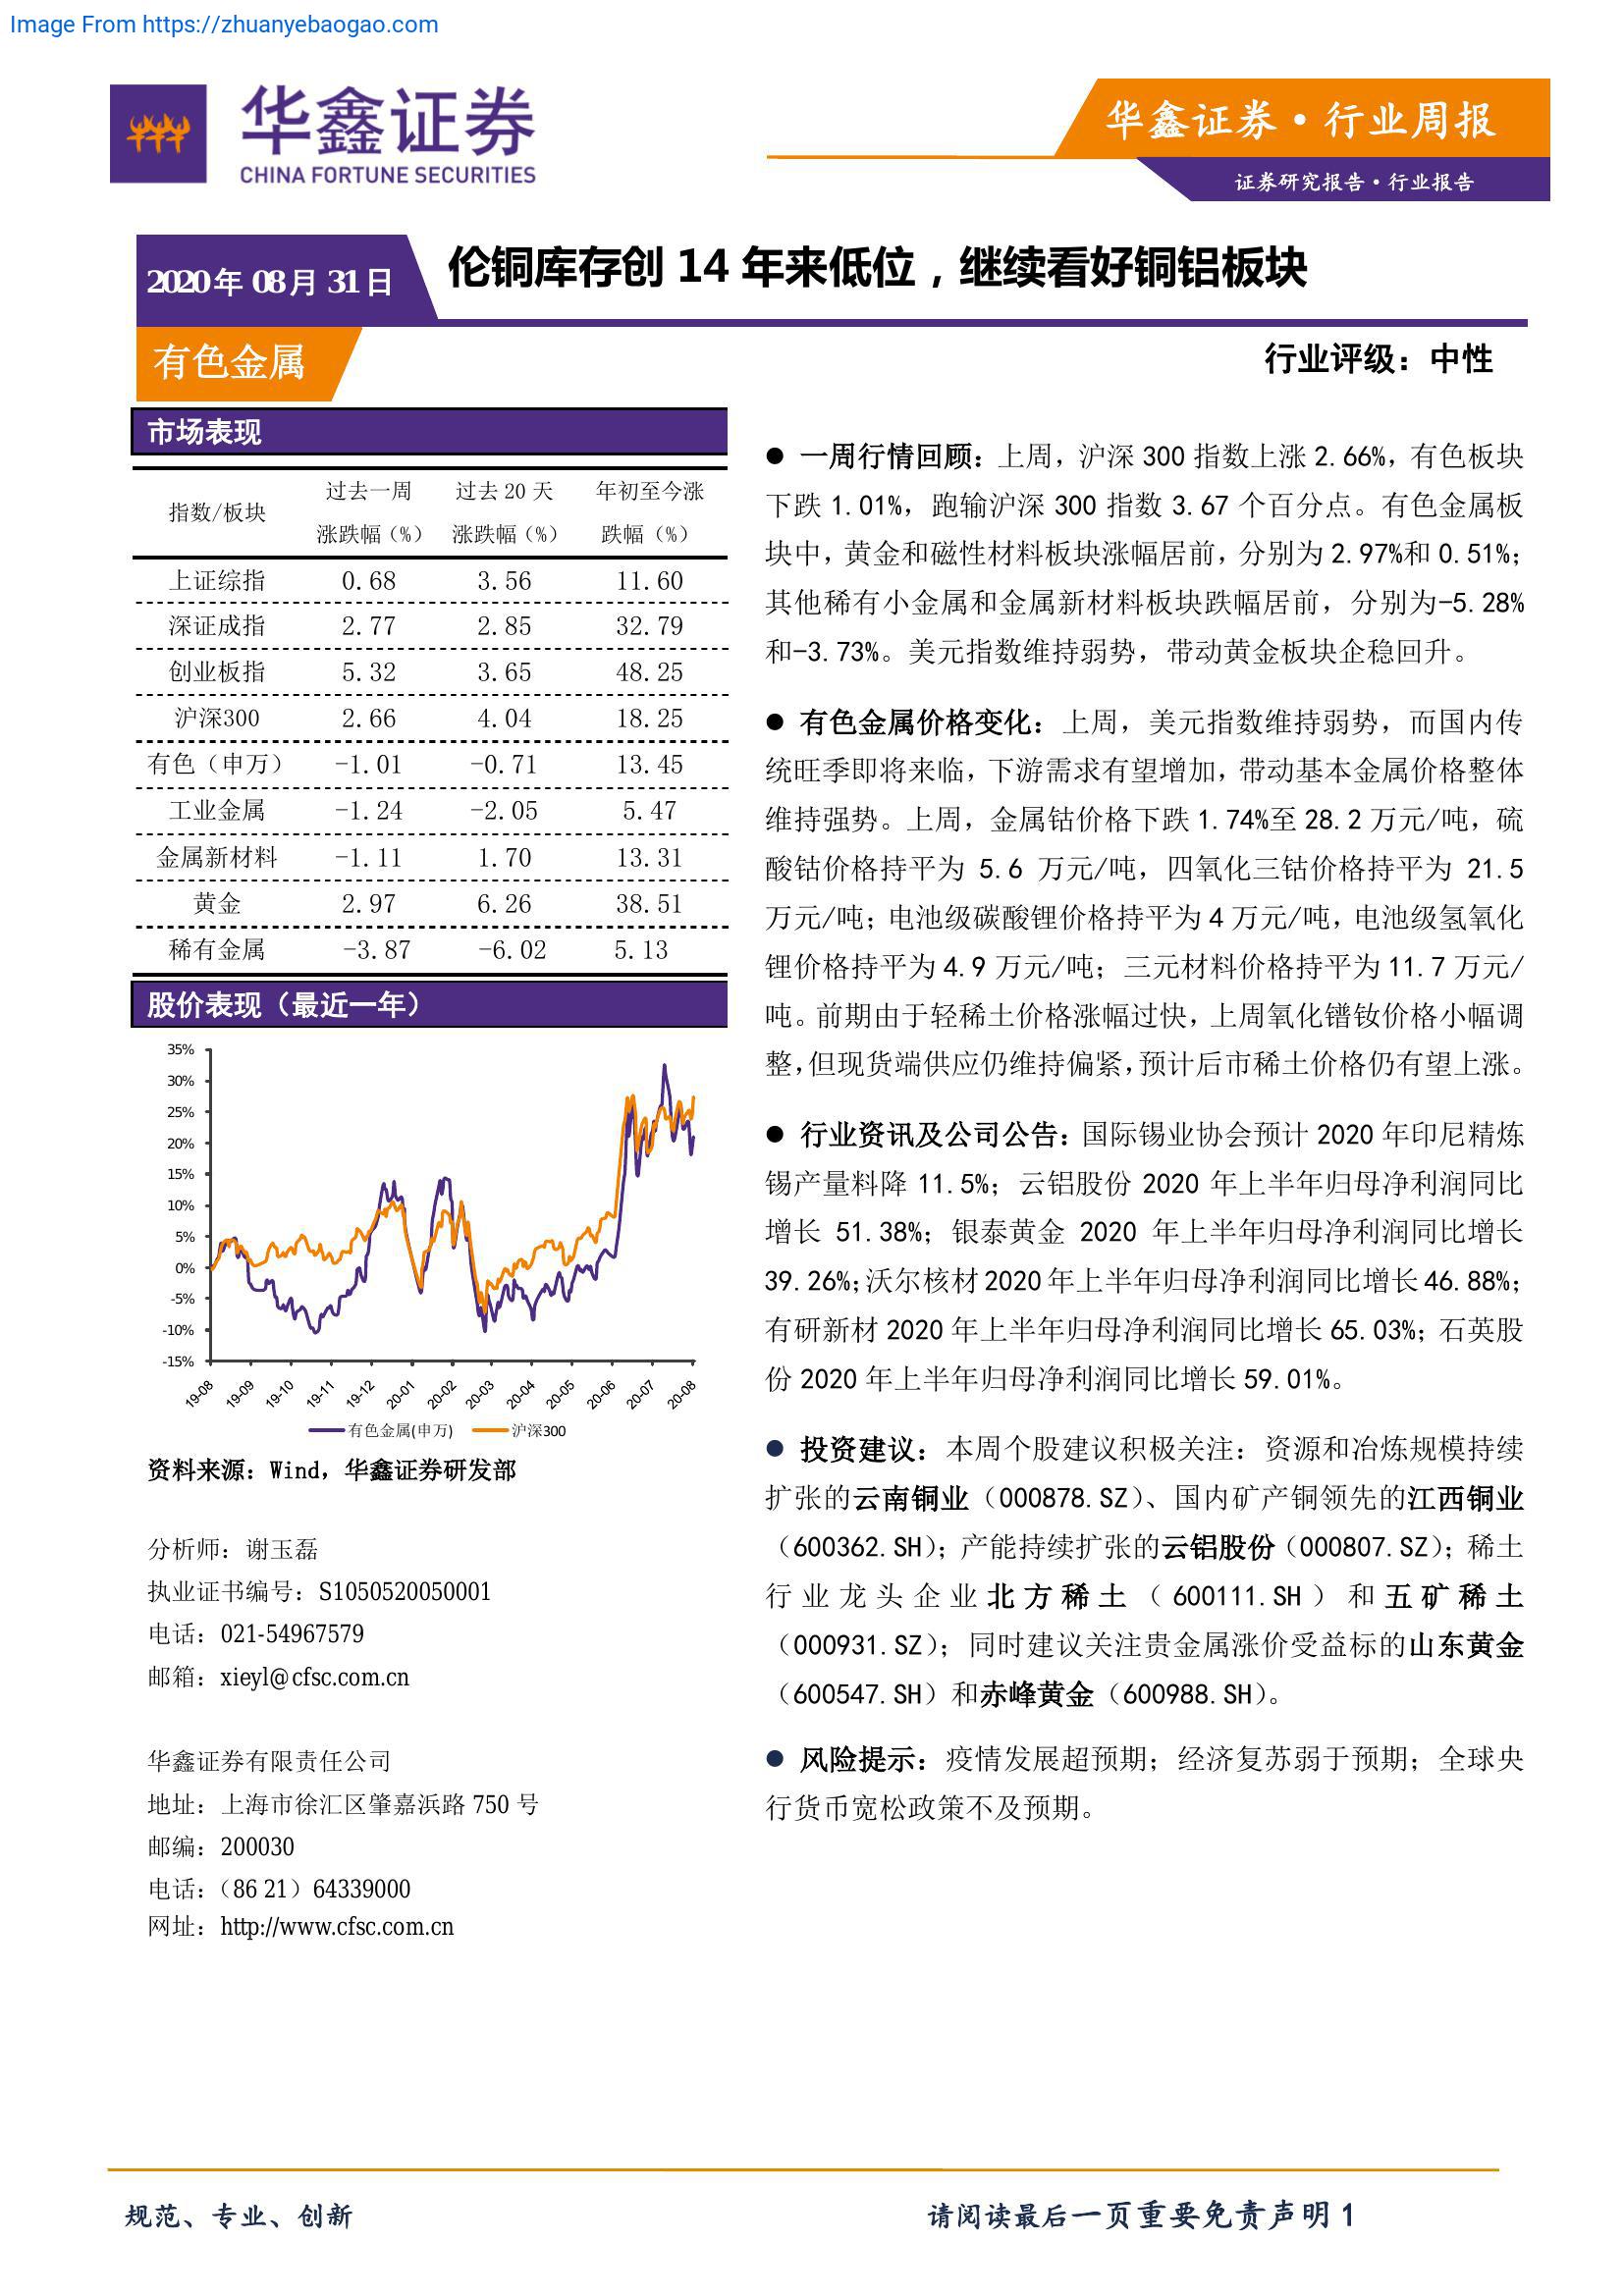 Image From https://zhuanyebaogao.com
华鑫证券
CHINA FORTUNE SECURITIES
华鑫证券·行业周报
证券研究报告·行业报告
2020年 08月 31日
伦铜库存创 14 年来低位，继续看好铜铝板块
有色金属
行业评级：中性
市场表现
指数/板块 过去一周涨跌幅（%） 过去 20 天涨跌幅（%） 年初至今涨跌幅（%）
上证综指 0.68 3.56 11.60
深证成指 2.77 2.85 32.79
创业板指 5.32 3.65 48.25
沪深300 2.66 4.04 18.25
有色（申万） -1.01 -0.71 13.45
工业金属 -1.24 -2.05 5.47
金属新材料 -1.11 1.70 13.31
黄金 2.97 6.26 38.51
稀有金属 -3.87 -6.02 5.13
股价表现（最近一年）
35%
30%
25%
20%
15%
10%
5%
0%
-5%
-10%
-15%
19-08 19-09 19-10 19-11 19-12 20-01 20-02 20-03 20-04 20-05 20-06 20-07 20-08
有色金属(申万) 沪深300
资料来源：Wind，华鑫证券研发部
分析师：谢玉磊
执业证书编号：S1050520050001
电话：021-54967579
邮箱：xieyl@cfsc.com.cn
华鑫证券有限责任公司
地址：上海市徐汇区肇嘉浜路 750 号
邮编：200030
电话：（86 21）64339000
网址：http://www.cfsc.com.cn
● 一周行情回顾：上周，沪深 300 指数上涨 2.66%，有色板块
下跌 1.01%，跑输沪深 300 指数 3.67 个百分点。有色金属板
块中，黄金和磁性材料板块涨幅居前，分别为 2.97%和 0.51%；
其他稀有小金属和金属新材料板块跌幅居前，分别为-5.28%
和-3.73%。美元指数维持弱势，带动黄金板块企稳回升。
● 有色金属价格变化：上周，美元指数维持弱势，而国内传
统旺季即将来临，下游需求有望增加，带动基本金属价格整体
维持强势。上周，金属钴价格下跌 1.74%至 28.2 万元/吨，硫
酸钴价格持平为 5.6 万元/吨，四氧化三钴价格持平为 21.5
万元/吨；电池级碳酸锂价格持平为 4 万元/吨，电池级氢氧化
锂价格持平为 4.9 万元/吨；三元材料价格持平为 11.7 万元/
吨。前期由于轻稀土价格涨幅过快，上周氧化镨钕价格小幅调
整，但现货端供应仍维持偏紧，预计后市稀土价格仍有望上涨。
● 行业资讯及公司公告：国际锡业协会预计 2020 年印尼精炼
锡产量料降 11.5%；云铝股份 2020 年上半年归母净利润同比
增长 51.38%；银泰黄金 2020 年上半年归母净利润同比增长
39.26%；沃尔核材 2020 年上半年归母净利润同比增长 46.88%；
有研新材 2020 年上半年归母净利润同比增长 65.03%；石英股
份 2020 年上半年归母净利润同比增长 59.01%。
● 投资建议：本周个股建议积极关注：资源和冶炼规模持续
扩张的云南铜业（000878.SZ）、国内矿产铜领先的江西铜业
（600362.SH）；产能持续扩张的云铝股份（000807.SZ）；稀土
行业龙头企业北方稀土（600111.SH）和五矿稀土
（000931.SZ）；同时建议关注贵金属涨价受益标的山东黄金
（600547.SH）和赤峰黄金（600988.SH）。
● 风险提示：疫情发展超预期；经济复苏弱于预期；全球央
行货币宽松政策不及预期。
规范、专业、创新
请阅读最后一页重要免责声明 1